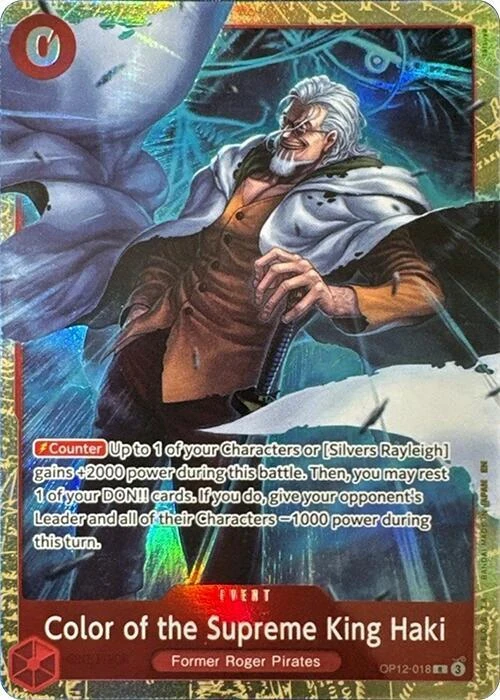 0
⚡Counter Up to 1 of your Characters or [Silvers Rayleigh]
gains +2000 power during this battle. Then, you may rest
1 of your DON!! cards. If you do, give your opponent's
Leader and all of their Characters −1000 power during
this turn.
EVENT
Color of the Supreme King Haki
Former Roger Pirates
OP12-018 R 3
EN